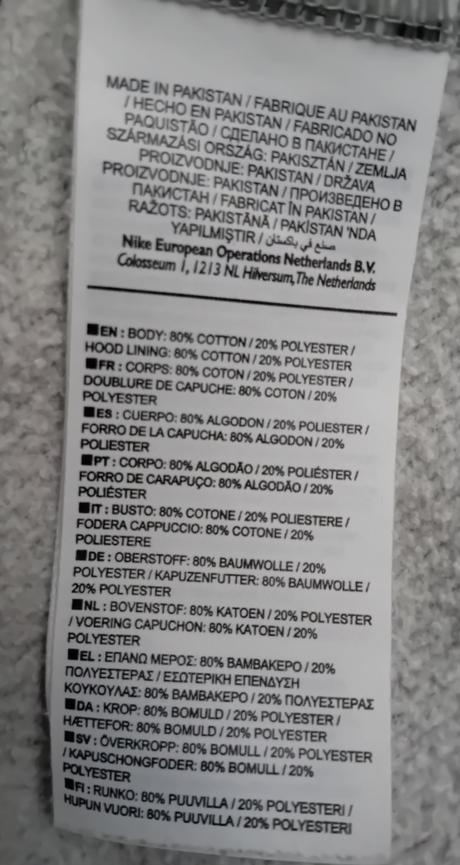 MADE IN PAKISTAN / FABRIQUE AU PAKISTAN
/ HECHO EN PAKISTAN / FABRICADO NO
PAQUISTÃO / СДЕЛАНО В ПАКИСТАНЕ /
SZÁRMAZÁSI ORSZÁG: PAKISZTÁN / ZEMLJA
PROIZVODNJE: PAKISTAN / DRŽAVA
PROIZVODNJE: PAKISTAN / ПРОИЗВЕДЕНО В
ПАКИСТАН / FABRICAT ÎN PAKISTAN /
RAŽOTS: PAKISTĀNĀ / PAKİSTAN 'NDA
YAPILMIŞTIR / صنع في باكستان
Nike European Operations Netherlands B.V.
Colosseum 1, 1213 NL Hilversum, The Netherlands
■EN : BODY: 80% COTTON / 20% POLYESTER /
HOOD LINING: 80% COTTON / 20% POLYESTER
■FR : CORPS: 80% COTON / 20% POLYESTER /
DOUBLURE DE CAPUCHE: 80% COTON / 20%
POLYESTER
■ES : CUERPO: 80% ALGODON / 20% POLIESTER /
FORRO DE LA CAPUCHA: 80% ALGODON / 20%
POLIESTER
■PT : CORPO: 80% ALGODÃO / 20% POLIÉSTER /
FORRO DE CARAPUÇO: 80% ALGODÃO / 20%
POLIÉSTER
■IT : BUSTO: 80% COTONE / 20% POLIESTERE /
FODERA CAPPUCCIO: 80% COTONE / 20%
POLIESTERE
■DE : OBERSTOFF: 80% BAUMWOLLE / 20%
POLYESTER / KAPUZENFUTTER: 80% BAUMWOLLE /
20% POLYESTER
■NL : BOVENSTOF: 80% KATOEN / 20% POLYESTER
/ VOERING CAPUCHON: 80% KATOEN / 20%
POLYESTER
■EL : ΕΠΑΝΩ ΜΕΡΟΣ: 80% ΒΑΜΒΑΚΕΡΟ / 20%
ΠΟΛΥΕΣΤΕΡΑΣ / ΕΣΩΤΕΡΙΚΗ ΕΠΕΝΔΥΣΗ
ΚΟΥΚΟΥΛΑΣ: 80% ΒΑΜΒΑΚΕΡΟ / 20% ΠΟΛΥΕΣΤΕΡΑΣ
■DA : KROP: 80% BOMULD / 20% POLYESTER /
HÆTTEFOR: 80% BOMULD / 20% POLYESTER
■SV : ÖVERKROPP: 80% BOMULL / 20% POLYESTER
/ KAPUSCHONGFODER: 80% BOMULL / 20%
POLYESTER
■FI : RUNKO: 80% PUUVILLA / 20% POLYESTERI /
HUPUN VUORI: 80% PUUVILLA / 20% POLYESTERI